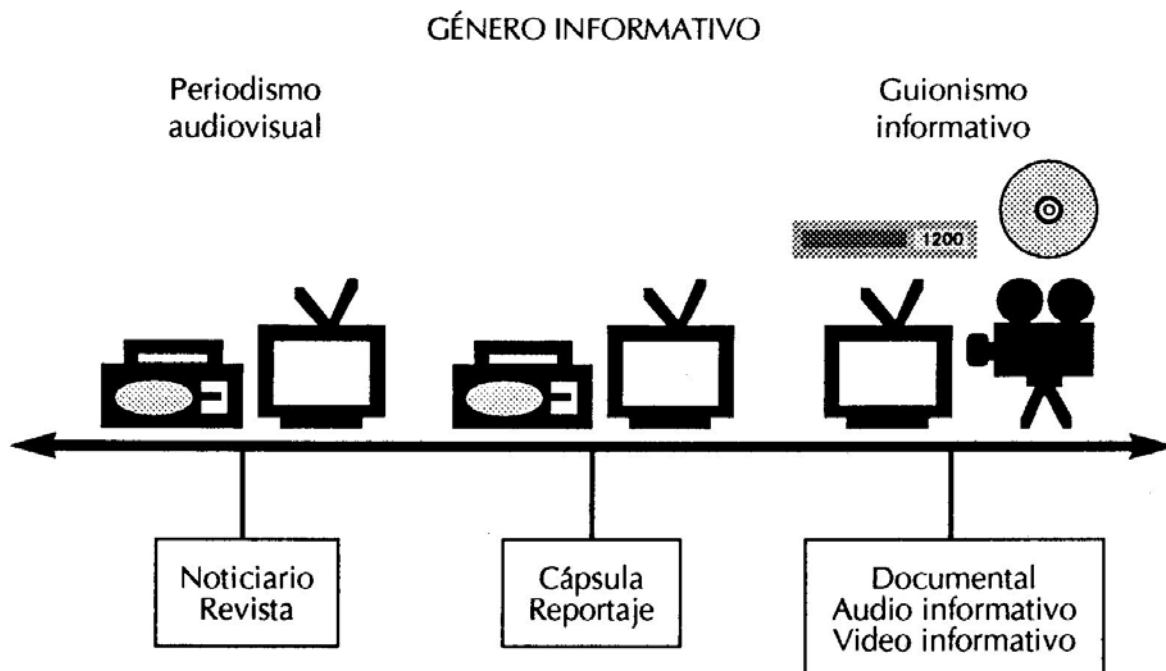 GÉNERO INFORMATIVO
Periodismo
audiovisual
Guionismo
informativo
1200
Noticiario
Revista
Cápsula
Reportaje
Documental
Audio informativo
Video informativo